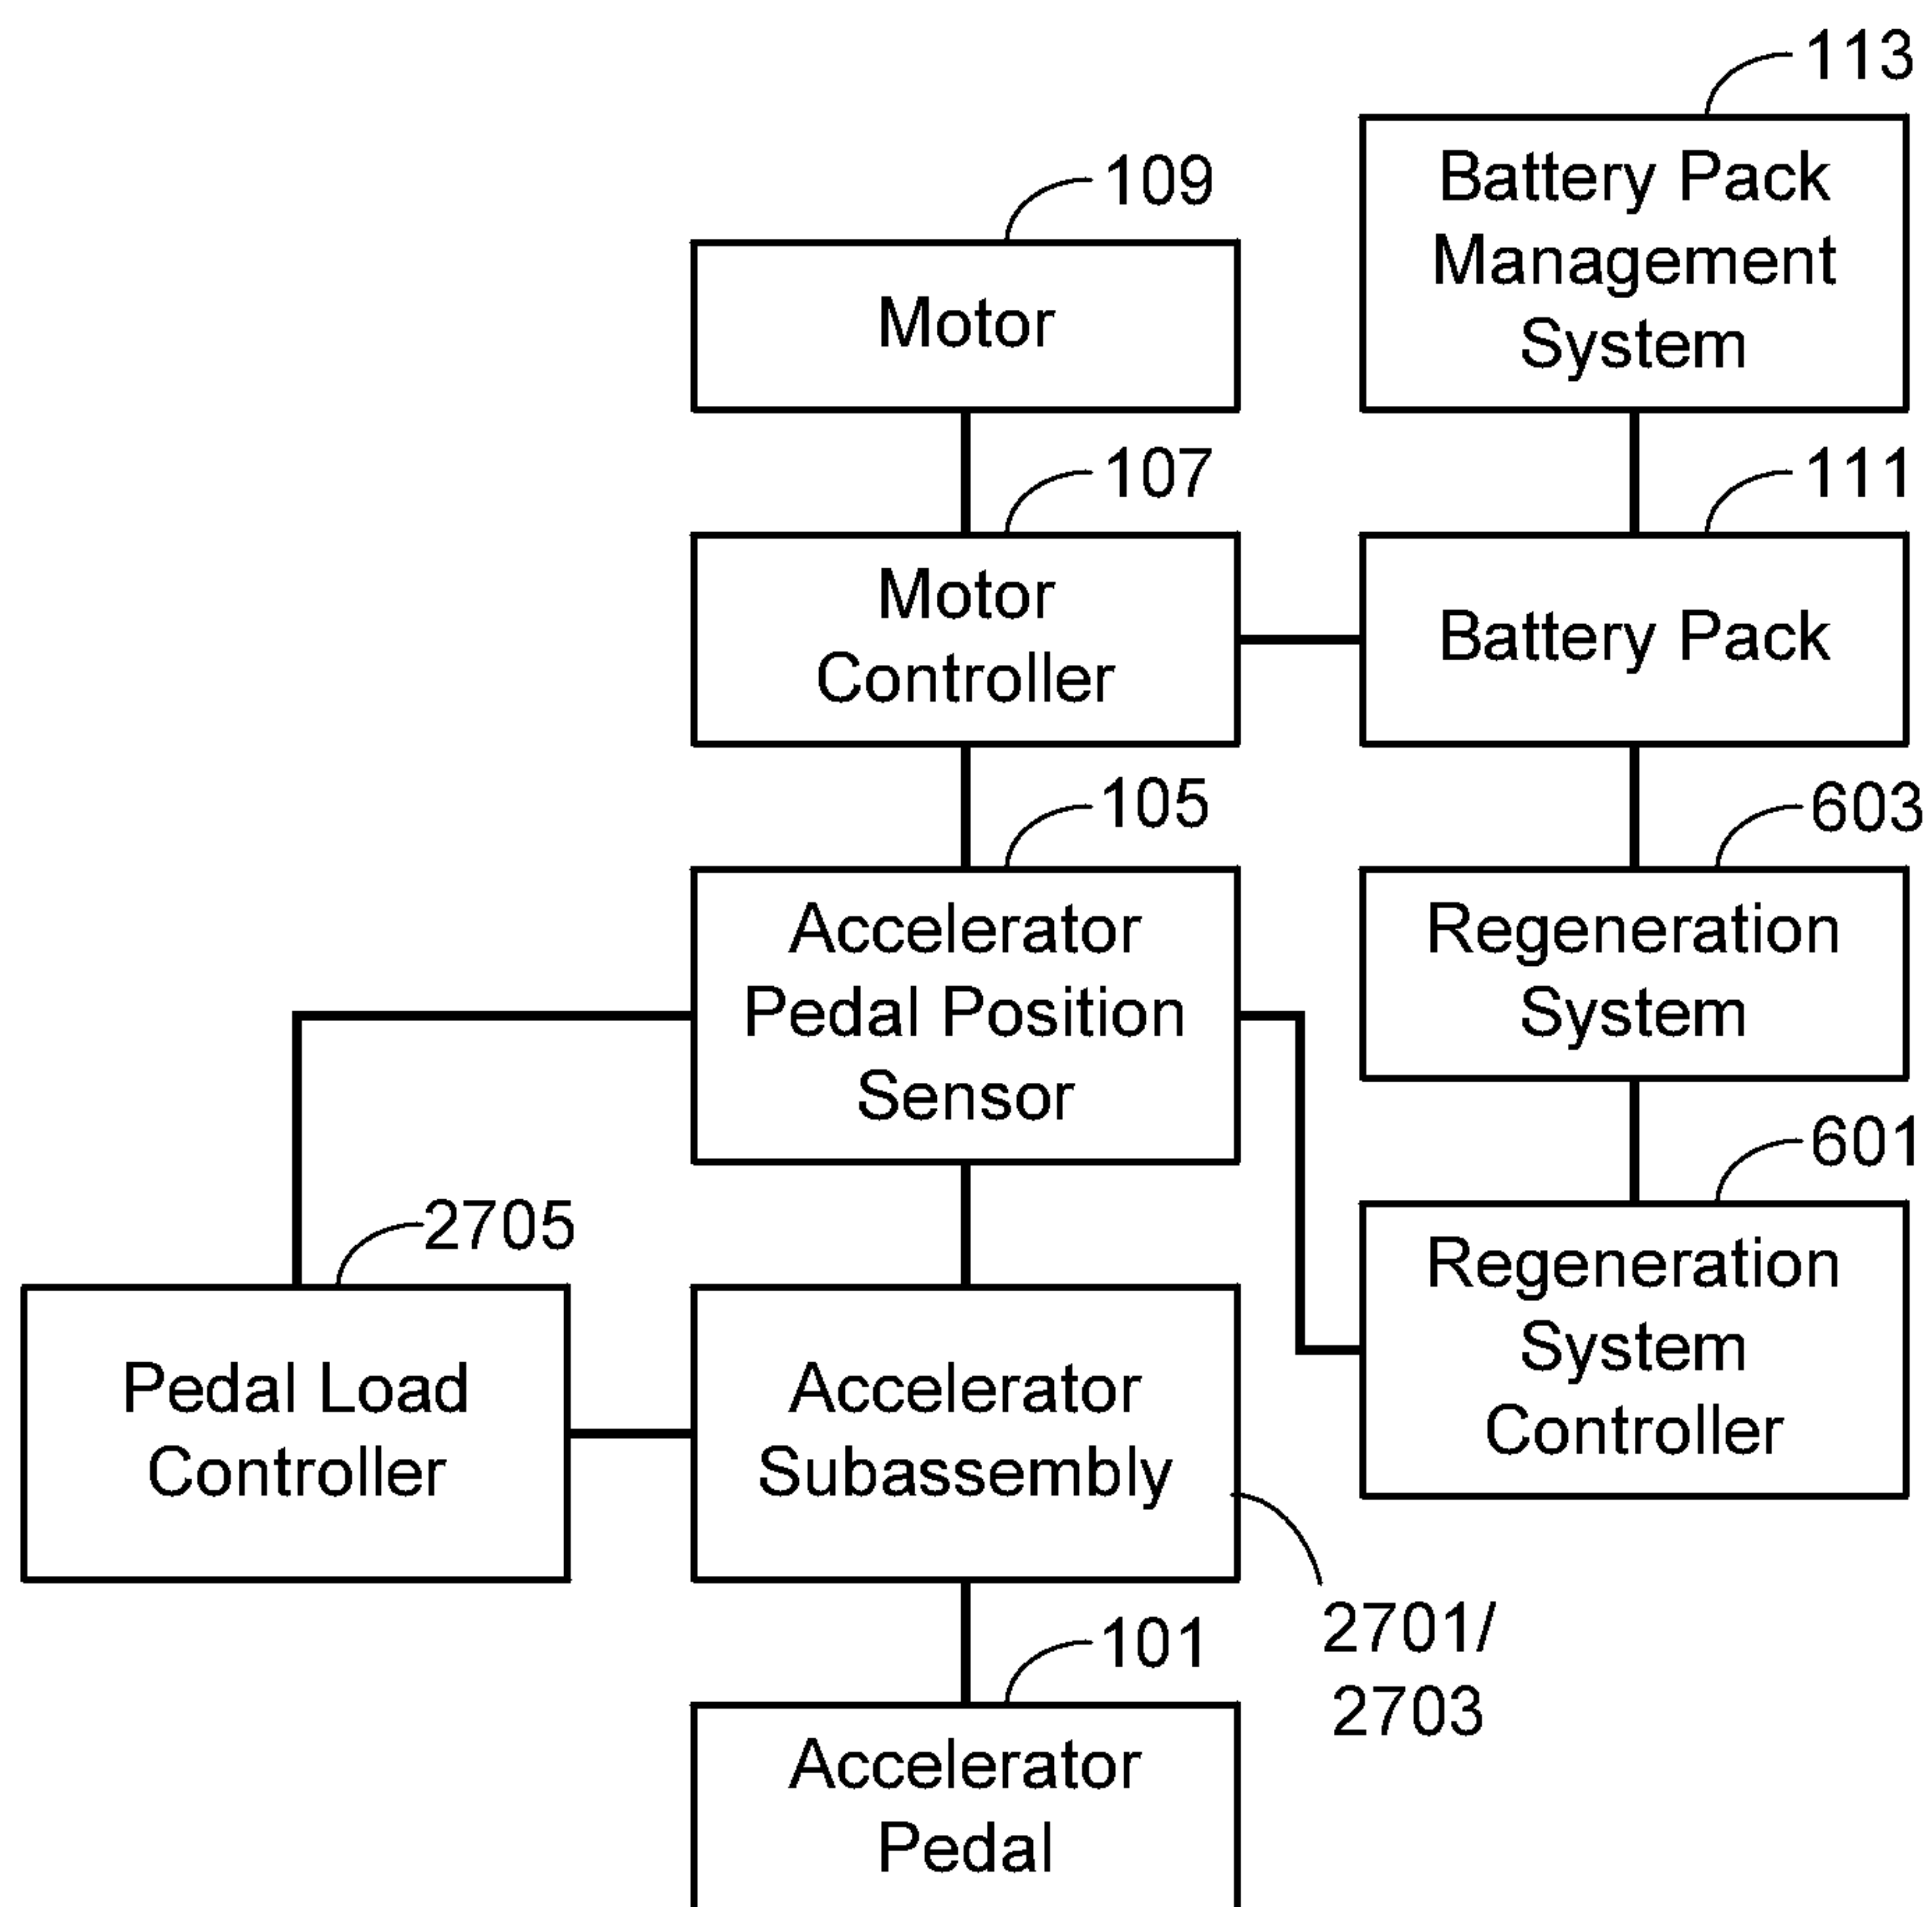 113
Battery Pack
Management
System
109
Motor
107
Motor
Controller
111
Battery Pack
105
Accelerator
Pedal Position
Sensor
603
Regeneration
System
601
Regeneration
System
Controller
2705
Pedal Load
Controller
Accelerator
Subassembly
2701/
2703
101
Accelerator
Pedal